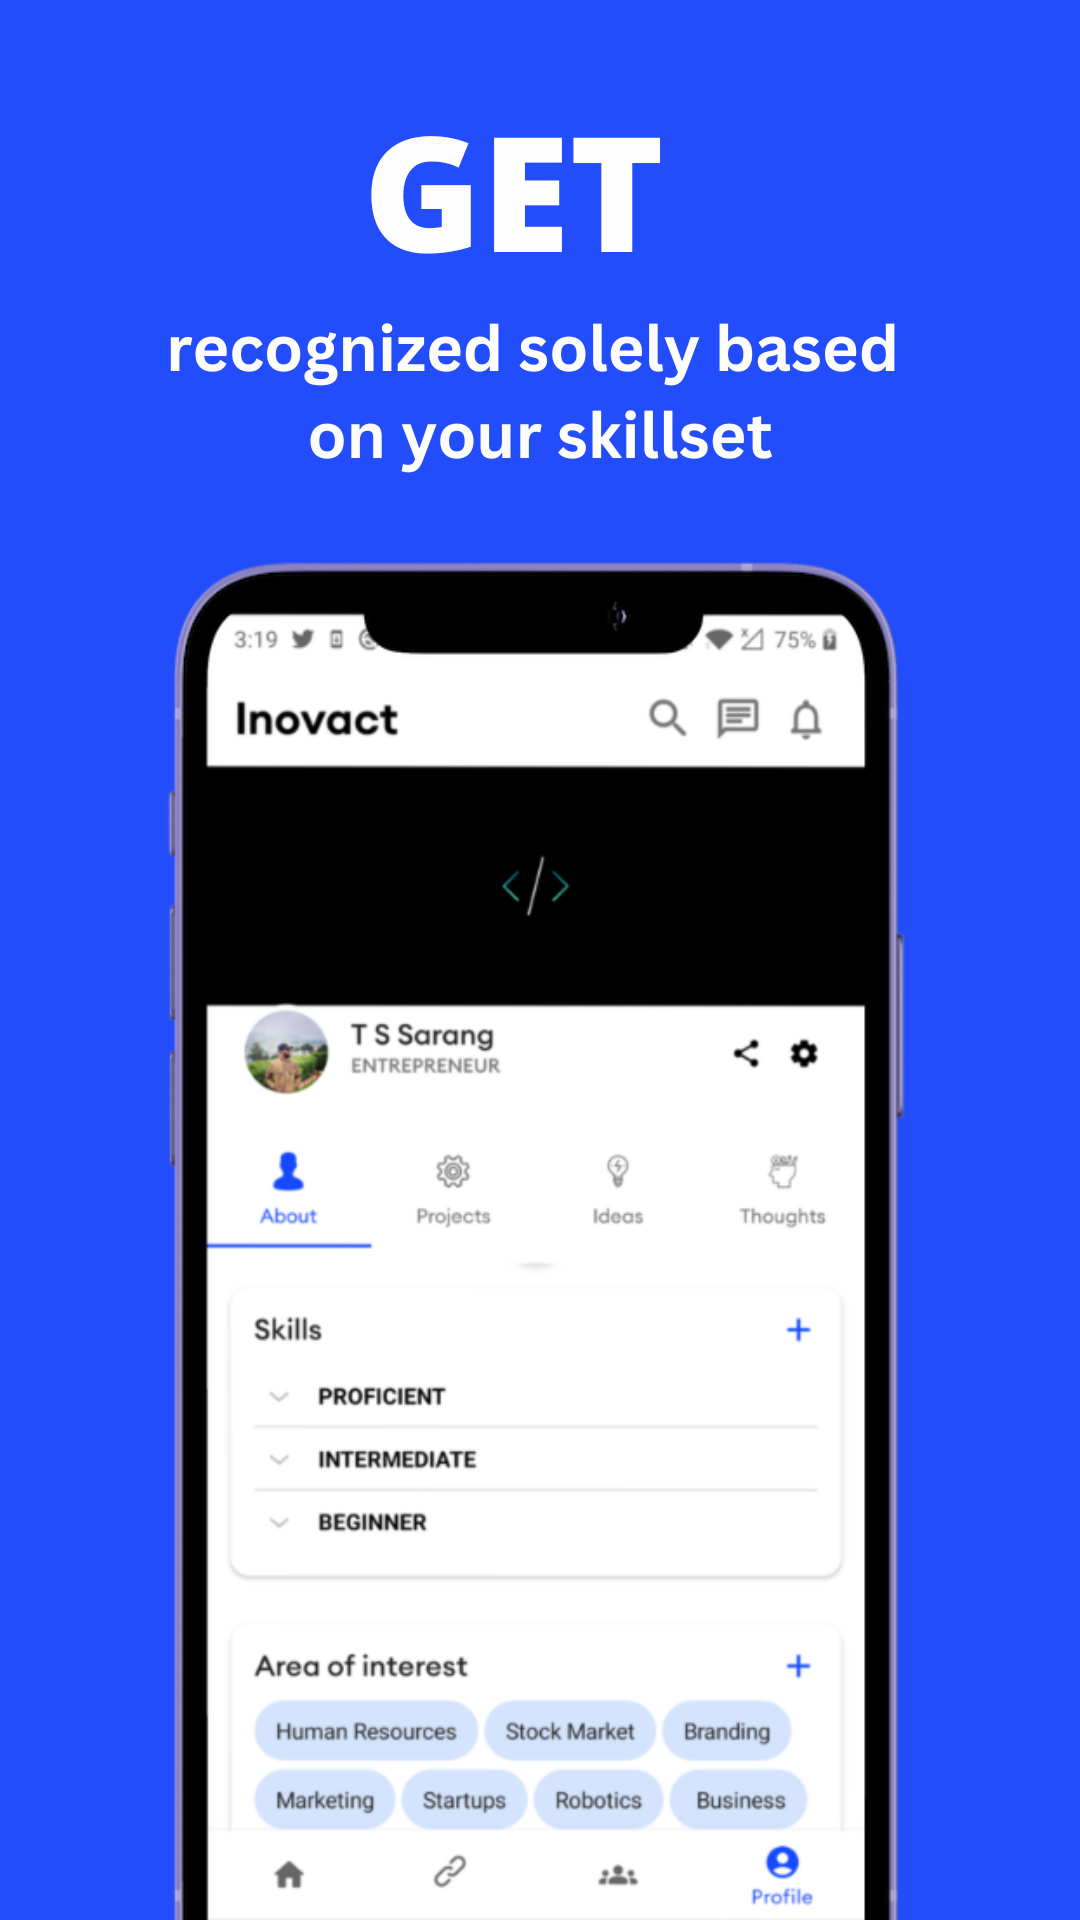 GET
recognized solely based
on your skillset
3:19
75%
Inovact
</>
T S Sarang
ENTREPRENEUR
About Projects Ideas Thoughts
Skills +
PROFICIENT
INTERMEDIATE
BEGINNER
Area of interest +
Human Resources Stock Market Branding
Marketing Startups Robotics Business
Profile